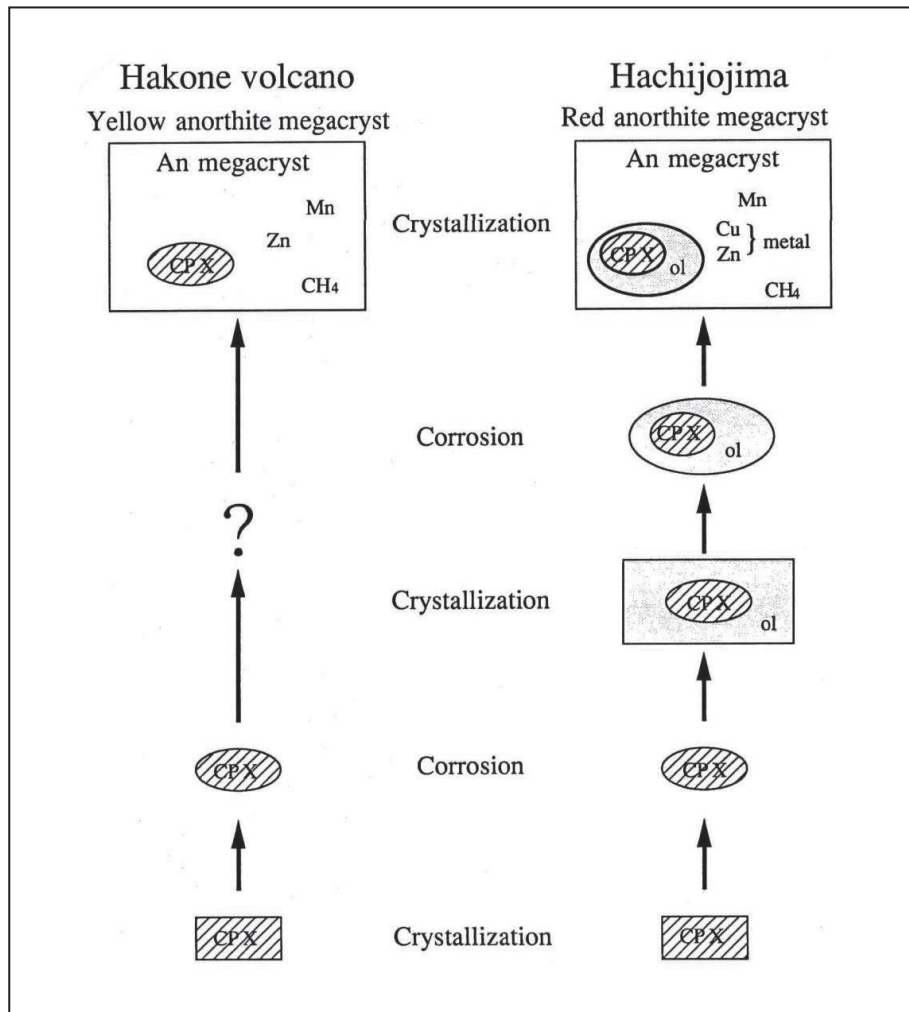 Hakone volcano
Yellow anorthite megacryst
An megacryst
Mn
Zn
CPX
CH4
?
CPX
CPX
Crystallization
Corrosion
Crystallization
Corrosion
Crystallization
Hachijojima
Red anorthite megacryst
An megacryst
Mn
Cu
Zn } metal
CPX ol
CH4
CPX ol
CPX ol
CPX
CPX